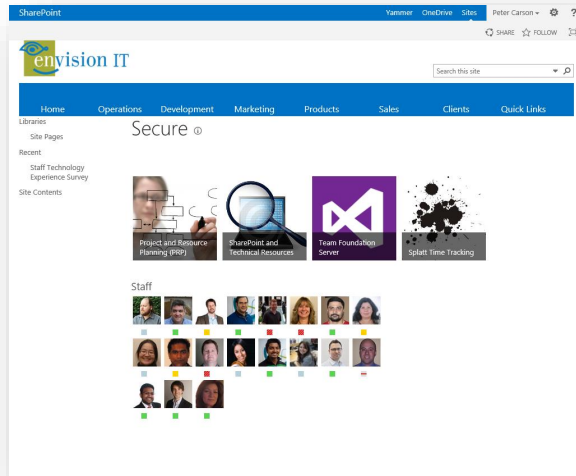 SharePoint
Yammer OneDrive Sites Peter Carson ?
SHARE FOLLOW
envision IT
Search this site
Home Operations Development Marketing Products Sales Clients Quick Links
Libraries
Site Pages
Recent
Staff Technology
Experience Survey
Site Contents
Secure
Project and Resource
Planning (PRP)
SharePoint and
Technical Resources
Team Foundation
Server
Splatt Time Tracking
Staff